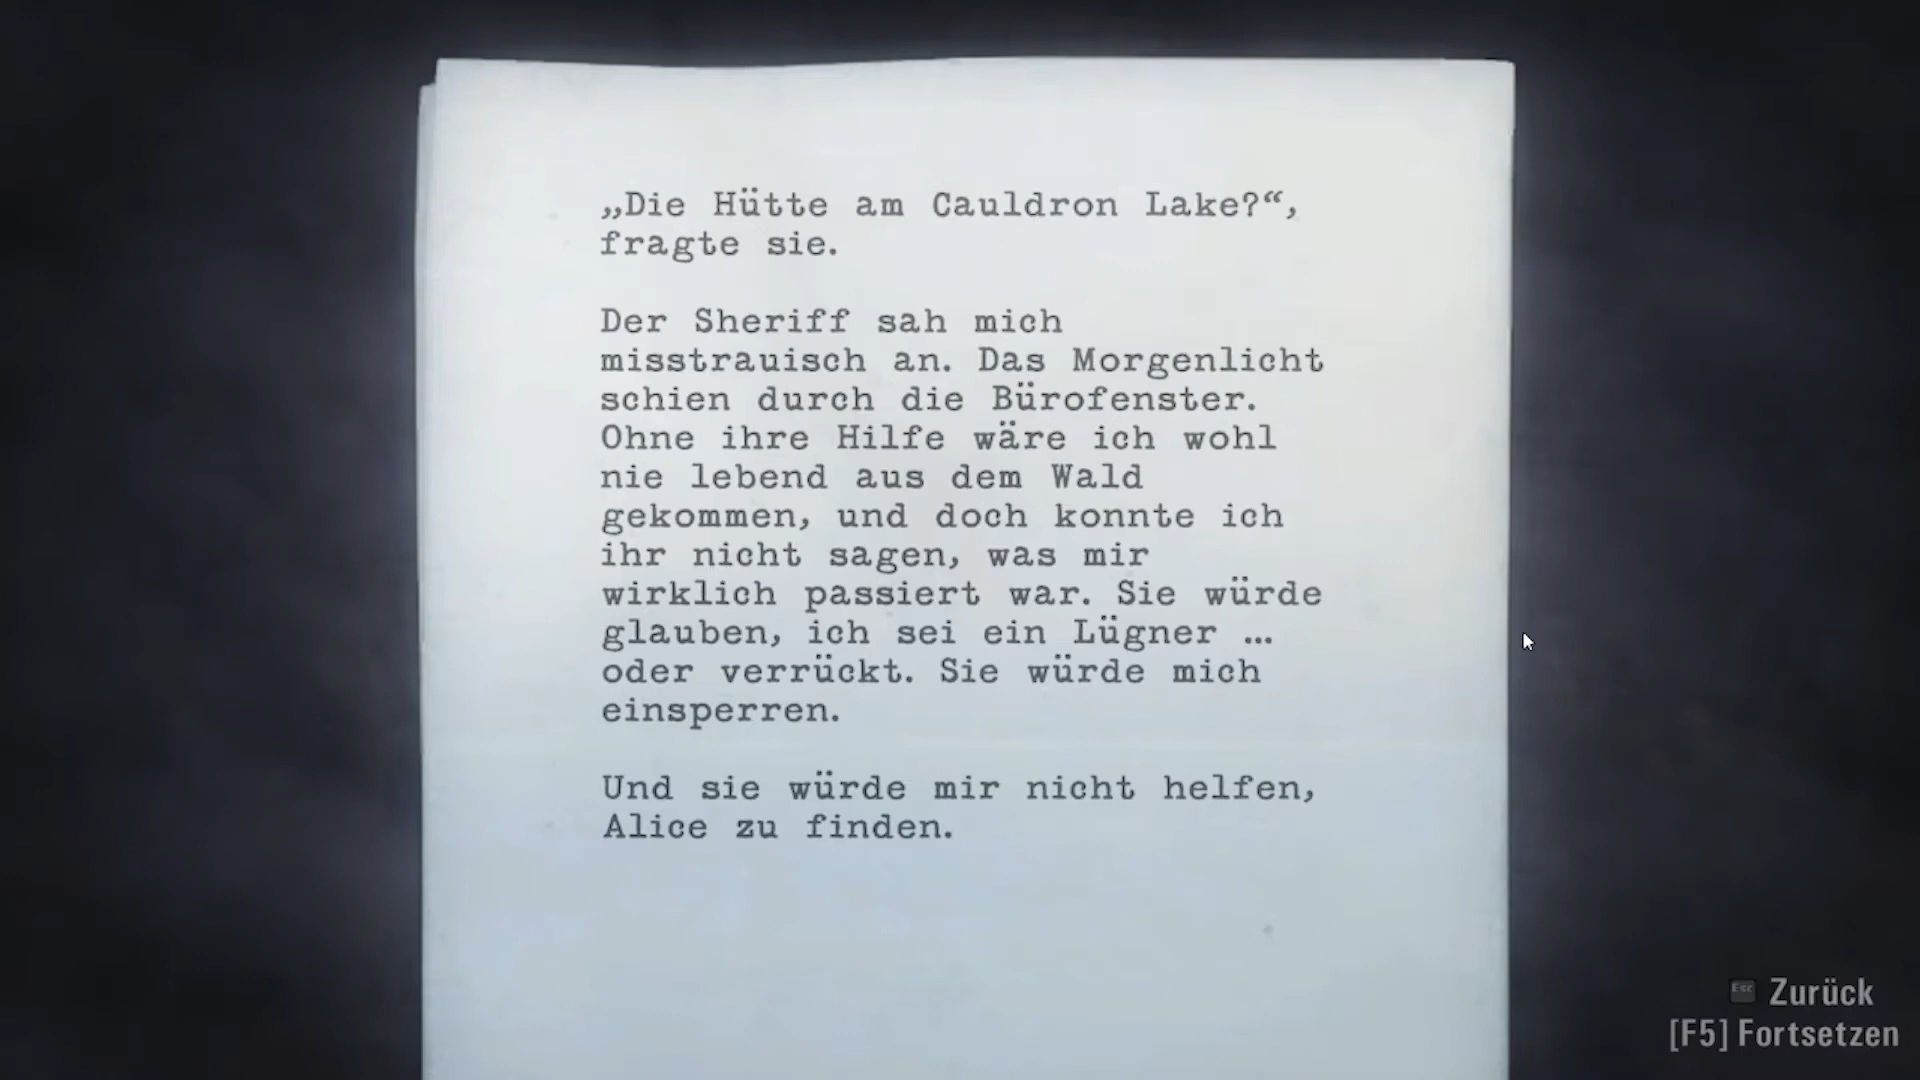 „Die Hütte am Cauldron Lake?“,
fragte sie.
Der Sheriff sah mich
misstrauisch an. Das Morgenlicht
schien durch die Bürofenster.
Ohne ihre Hilfe wäre ich wohl
nie lebend aus dem Wald
gekommen, und doch konnte ich
ihr nicht sagen, was mir
wirklich passiert war. Sie würde
glauben, ich sei ein Lügner …
oder verrückt. Sie würde mich
einsperren.
Und sie würde mir nicht helfen,
Alice zu finden.
Esc Zurück
[F5] Fortsetzen